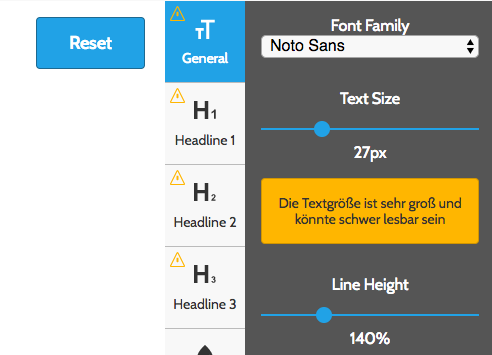 Reset
General
H1
Headline 1
H2
Headline 2
H3
Headline 3
Font Family
Noto Sans
Text Size
27px
Die Textgröße ist sehr groß und
könnte schwer lesbar sein
Line Height
140%